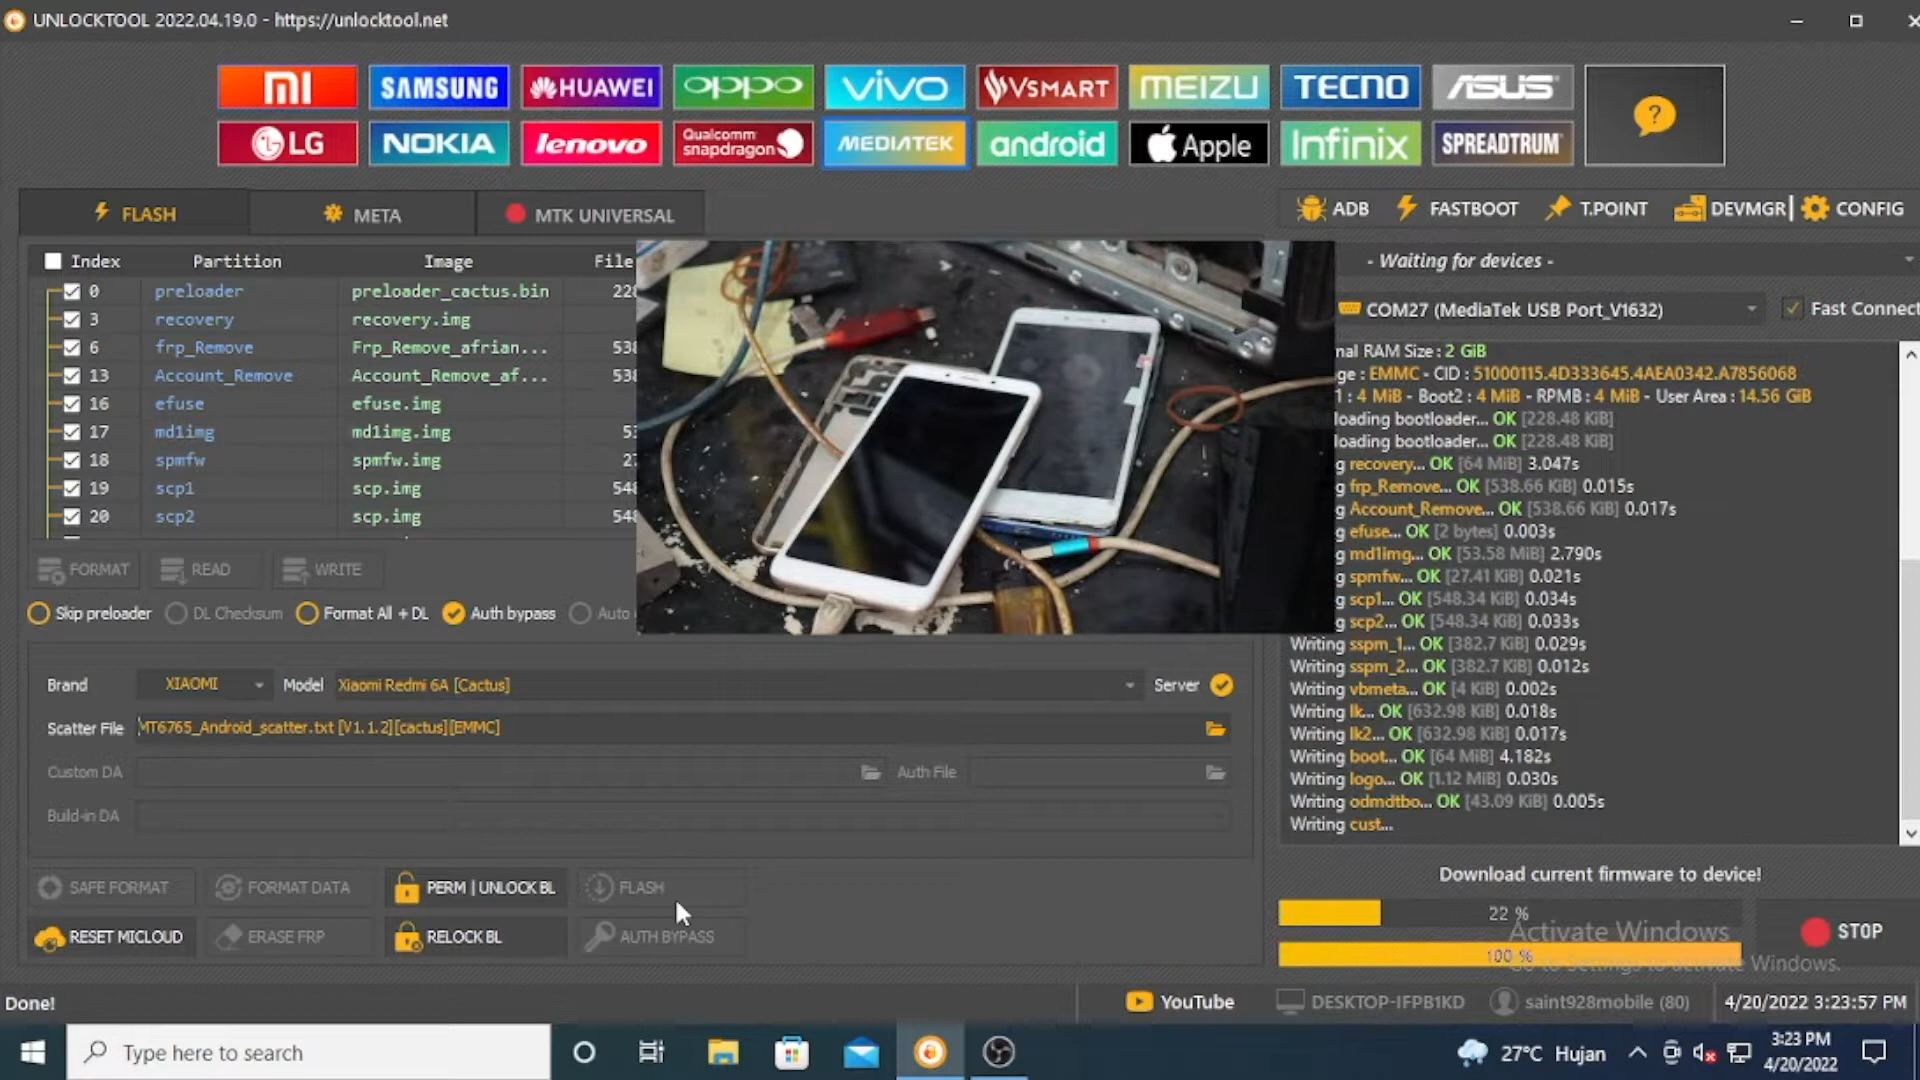 UNLOCKTOOL 2022.04.19.0 - https://unlocktool.net
MI SAMSUNG HUAWEI oppo vivo VSMART MEIZU TECNO ASUS ?
LG NOKIA lenovo Qualcomm snapdragon MEDIATEK android Apple Infinix SPREADTRUM
FLASH META MTK UNIVERSAL
ADB FASTBOOT T.POINT DEVMGR CONFIG
Index Partition Image File
0 preloader preloader_cactus.bin 228
3 recovery recovery.img
6 frp_Remove Frp_Remove_afrian... 538
13 Account_Remove Account_Remove_af... 538
16 efuse efuse.img
17 md1img md1img.img 53
18 spmfw spmfw.img 27
19 scp1 scp.img 548
20 scp2 scp.img 548
FORMAT READ WRITE
Skip preloader DL Checksum Format All + DL Auth bypass Auto
Brand XIAOMI Model Xiaomi Redmi 6A [Cactus] Server
Scatter File MT6765_Android_scatter.txt [V1.1.2][cactus][EMMC]
Custom DA Auth File
Build-in DA
SAFE FORMAT FORMAT DATA PERM | UNLOCK BL FLASH
RESET MICLOUD ERASE FRP RELOCK BL AUTH BYPASS
- Waiting for devices -
COM27 (MediaTek USB Port_V1632) Fast Connect
nal RAM Size : 2 GiB
ge : EMMC - CID : 51000115.4D333645.4AEA0342.A7856068
1 : 4 MiB - Boot2 : 4 MiB - RPMB : 4 MiB - User Area : 14.56 GiB
loading bootloader... OK [228.48 KiB]
loading bootloader... OK [228.48 KiB]
g recovery... OK [64 MiB] 3.047s
g frp_Remove... OK [538.66 KiB] 0.015s
g Account_Remove... OK [538.66 KiB] 0.017s
g efuse... OK [2 bytes] 0.003s
g md1img... OK [53.58 MiB] 2.790s
g spmfw... OK [27.41 KiB] 0.021s
g scp1... OK [548.34 KiB] 0.034s
g scp2... OK [548.34 KiB] 0.033s
Writing sspm_1... OK [382.7 KiB] 0.029s
Writing sspm_2... OK [382.7 KiB] 0.012s
Writing vbmeta... OK [4 KiB] 0.002s
Writing lk... OK [632.98 KiB] 0.018s
Writing lk2... OK [632.98 KiB] 0.017s
Writing boot... OK [64 MiB] 4.182s
Writing logo... OK [1.12 MiB] 0.030s
Writing odmdtbo... OK [43.09 KiB] 0.005s
Writing cust...
Download current firmware to device!
22 %
Activate Windows
STOP
100 %
Go to Settings to activate Windows.
Done! YouTube DESKTOP-IFPB1KD saint928mobile (80) 4/20/2022 3:23:57 PM
Type here to search
27°C Hujan
3:23 PM
4/20/2022